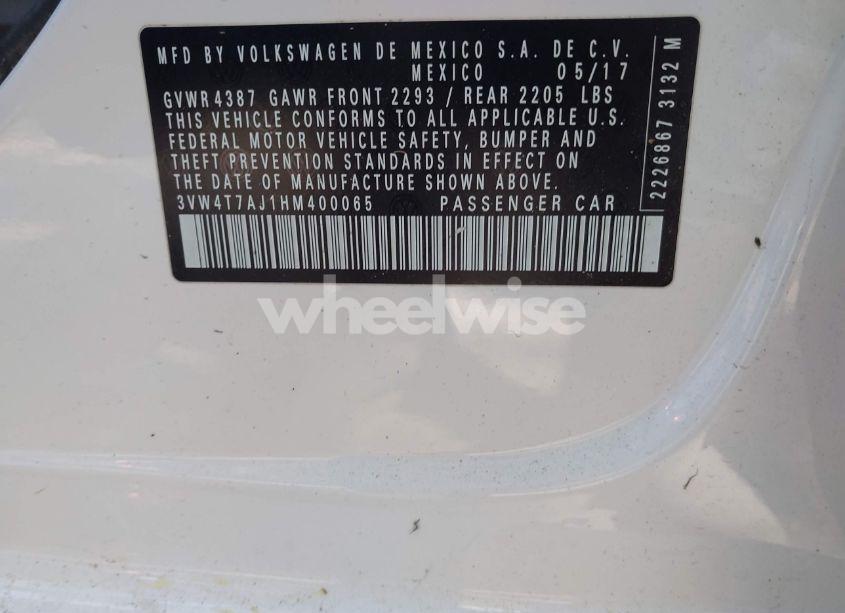 MFD BY VOLKSWAGEN DE MEXICO S.A. DE C.V.
MEXICO 05/17
GVWR 4387 GAWR FRONT 2293 / REAR 2205 LBS
THIS VEHICLE CONFORMS TO ALL APPLICABLE U.S.
FEDERAL MOTOR VEHICLE SAFETY, BUMPER AND
THEFT PREVENTION STANDARDS IN EFFECT ON
THE DATE OF MANUFACTURE SHOWN ABOVE.
3VW4T7AJ1HM400065 PASSENGER CAR
2226867 3132 M
wheelwise